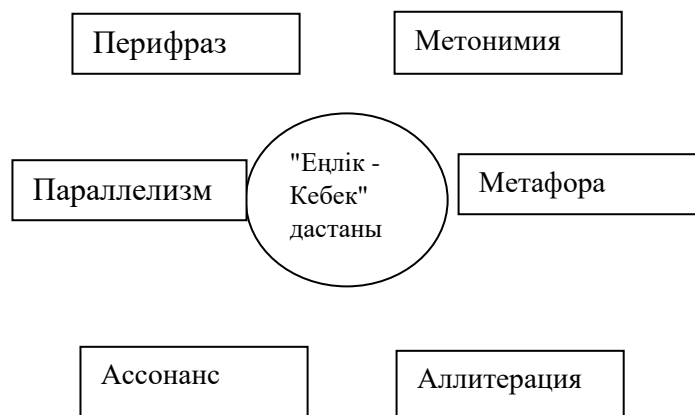 Перифраз
Метонимия
Параллелизм
"Еңлік -
Кебек"
дастаны
Метафора
Ассонанс
Аллитерация